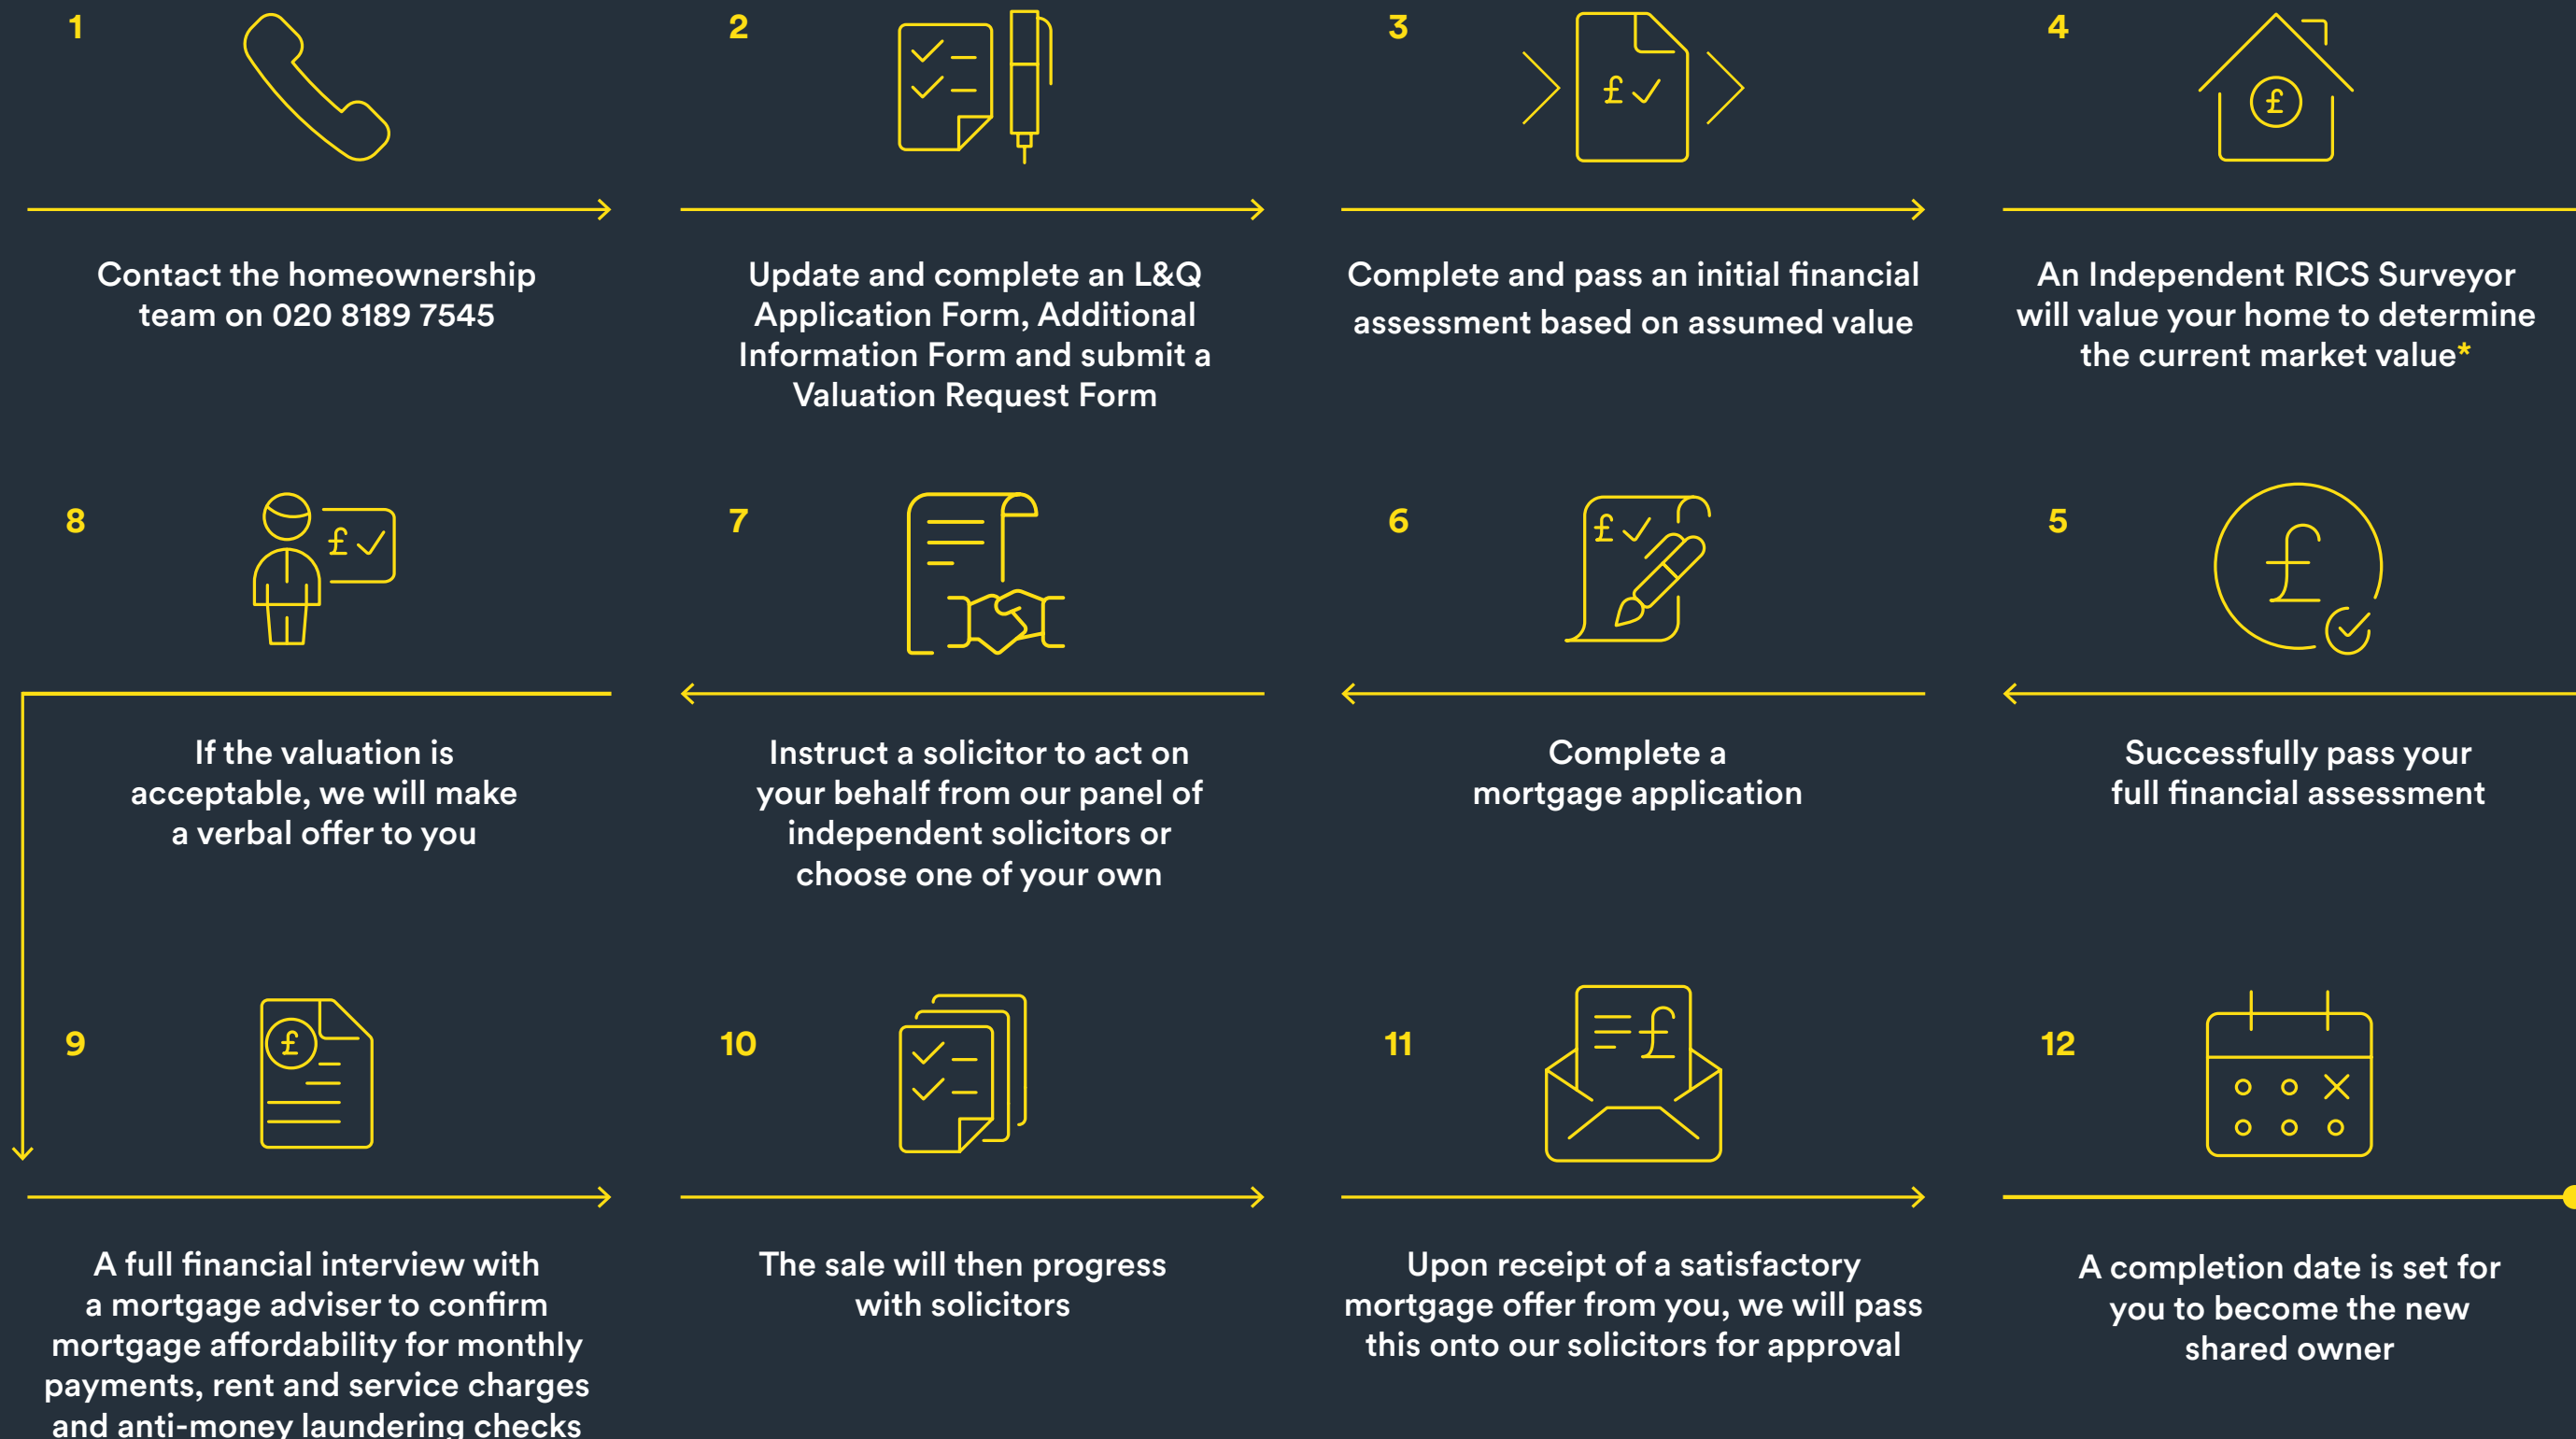 1
Contact the homeownership
team on 020 8189 7545
2
Update and complete an L&Q
Application Form, Additional
Information Form and submit a
Valuation Request Form
3
£
Complete and pass an initial financial
assessment based on assumed value
4
£
An Independent RICS Surveyor
will value your home to determine
the current market value*
5
£
Successfully pass your
full financial assessment
6
£
Complete a
mortgage application
7
Instruct a solicitor to act on
your behalf from our panel of
independent solicitors or
choose one of your own
8
£
If the valuation is
acceptable, we will make
a verbal offer to you
9
£
A full financial interview with
a mortgage adviser to confirm
mortgage affordability for monthly
payments, rent and service charges
and anti-money laundering checks
10
The sale will then progress
with solicitors
11
£
Upon receipt of a satisfactory
mortgage offer from you, we will pass
this onto our solicitors for approval
12
A completion date is set for
you to become the new
shared owner